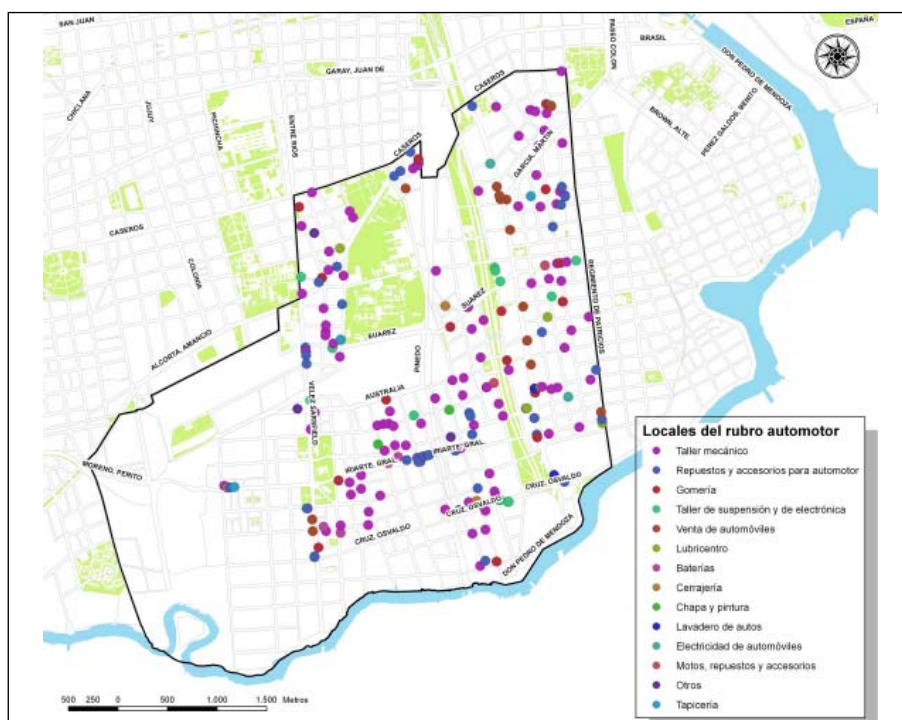 SAN JUAN
GARAY, JUAN DE
CHICLANA
JUJUY
PICHINCHA
ENTRE RIOS
CASEROS
CASEROS
PASEO COLON
BRASIL
ESPAÑA
DON PEDRO DE MENDOZA
BROWN, ALTE.
PEREZ GALDOS, BENITO
GARCIA, MARTIN
CASEROS
COLONIA
ALCORTA, AMANCIO
SUAREZ
SUAREZ
REGIMIENTO DE PATRICIOS
PINEDO
AUSTRALIA
VELEZ SARSFIELD
MORENO, PERITO
IRIARTE, GRAL
IRIARTE, GRAL
CRUZ, OSVALDO
CRUZ, OSVALDO
CRUZ, OSVALDO
DON PEDRO DE MENDOZA
Locales del rubro automotor
Taller mecánico
Repuestos y accesorios para automotor
Gomería
Taller de suspensión y de electrónica
Venta de automóviles
Lubricentro
Baterías
Cerrajería
Chapa y pintura
Lavadero de autos
Electricidad de automóviles
Motos, repuestos y accesorios
Otros
Tapicería
500 250 0 500 1.000 1.500 Metros